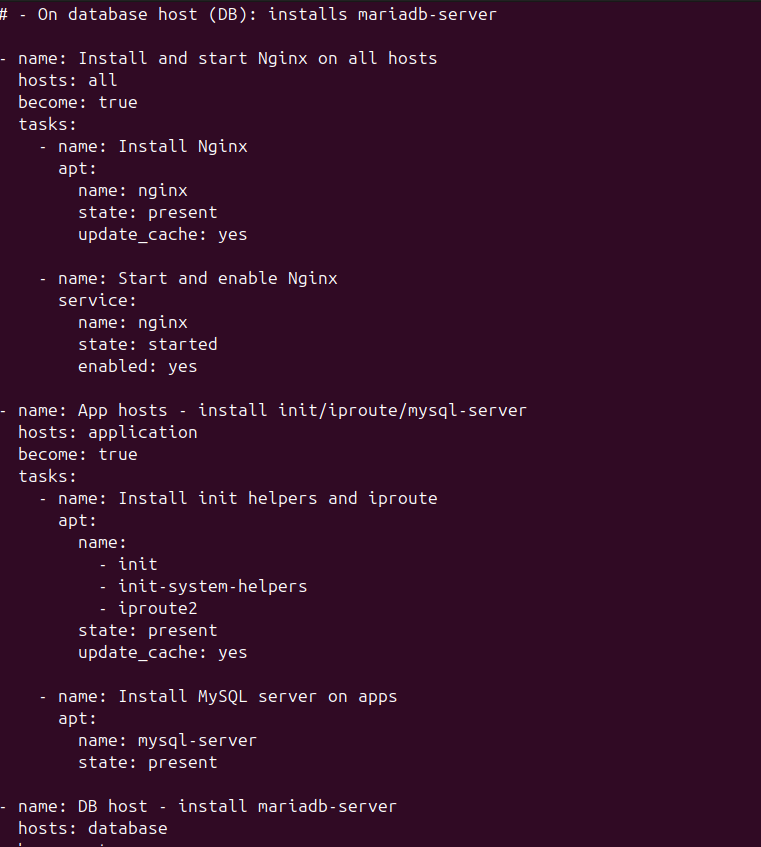 # - On database host (DB): installs mariadb-server

- name: Install and start Nginx on all hosts
  hosts: all
  become: true
  tasks:
    - name: Install Nginx
      apt:
        name: nginx
        state: present
        update_cache: yes

    - name: Start and enable Nginx
      service:
        name: nginx
        state: started
        enabled: yes

- name: App hosts - install init/iproute/mysql-server
  hosts: application
  become: true
  tasks:
    - name: Install init helpers and iproute
      apt:
        name:
          - init
          - init-system-helpers
          - iproute2
        state: present
        update_cache: yes

    - name: Install MySQL server on apps
      apt:
        name: mysql-server
        state: present

- name: DB host - install mariadb-server
  hosts: database